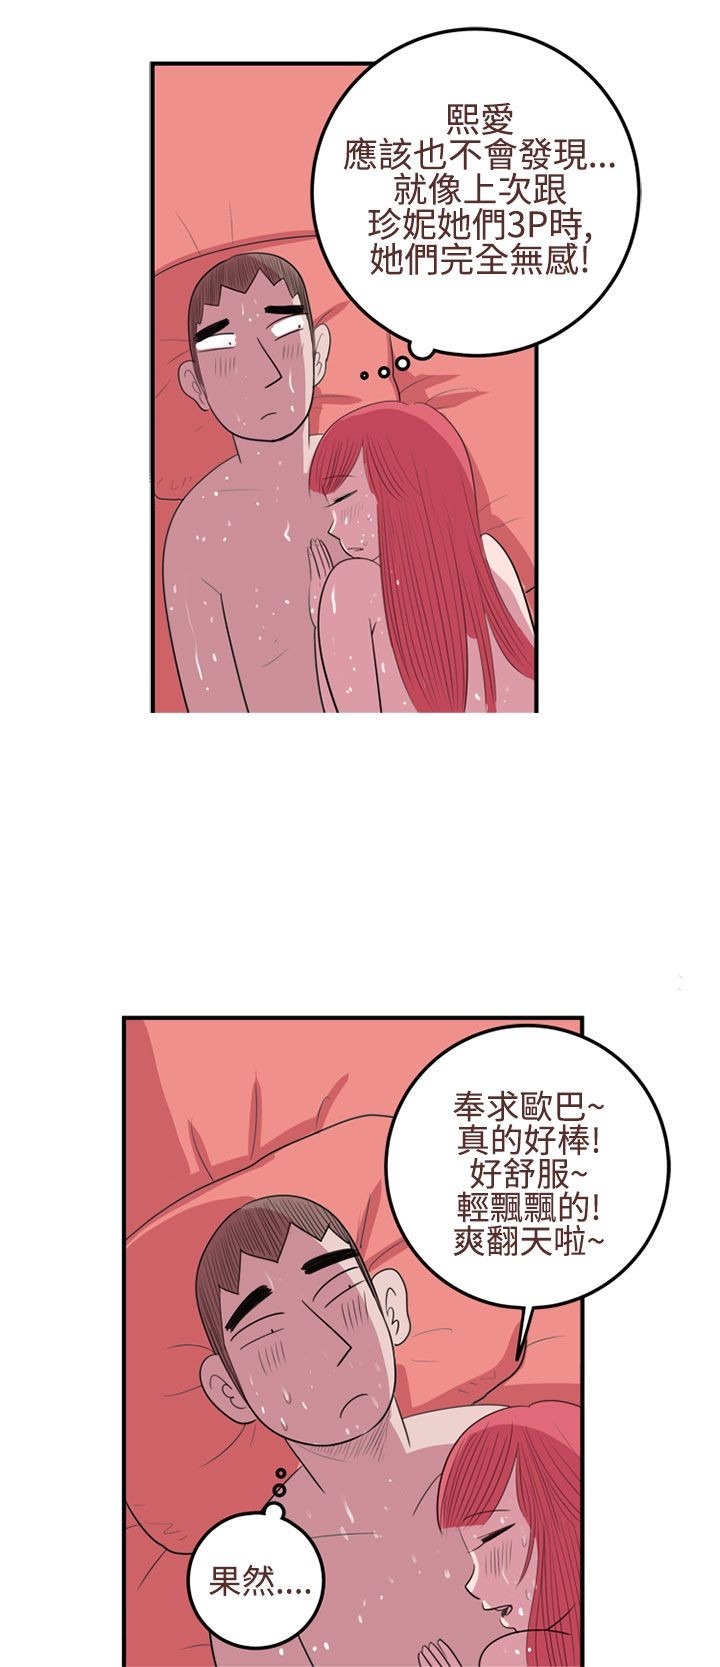 熙愛
應該也不會發現...
就像上次跟
珍妮她們3P時,
她們完全無感!
奉求歐巴~
真的好棒!
好舒服~
輕飄飄的!
爽翻天啦~
果然....